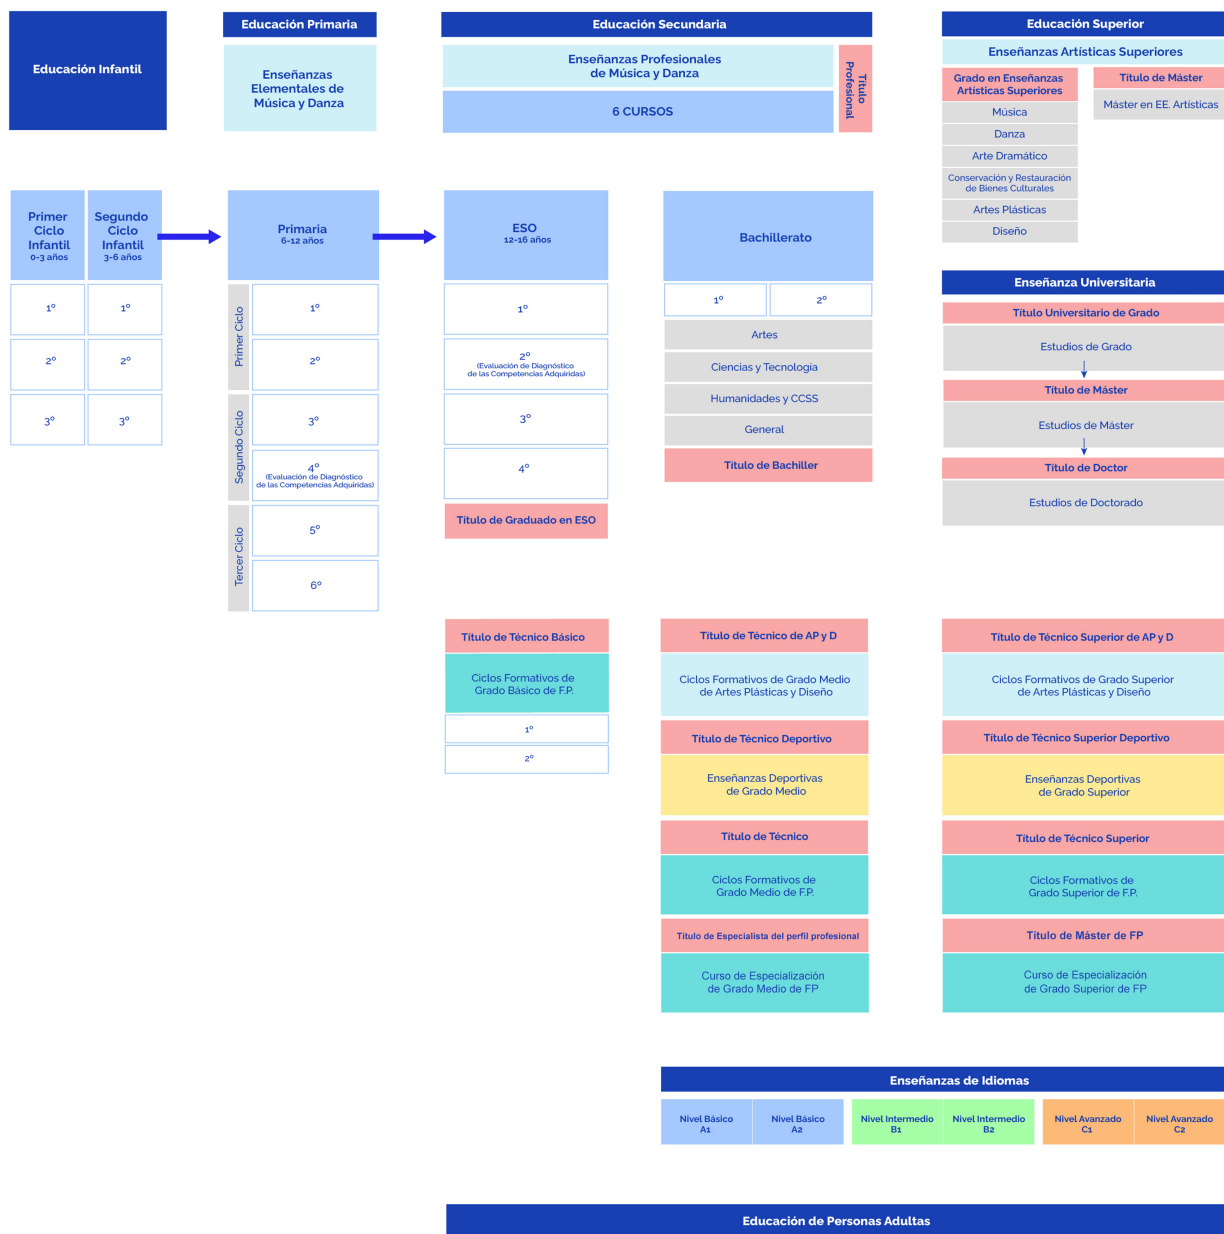 Educación Infantil
Educación Primaria
Enseñanzas
Elementales de
Música y Danza
Educación Secundaria
Enseñanzas Profesionales
de Música y Danza
6 CURSOS
Título
Profesional
Educación Superior
Enseñanzas Artísticas Superiores
Grado en Enseñanzas
Artísticas Superiores
Música
Danza
Arte Dramático
Conservación y Restauración
de Bienes Culturales
Artes Plásticas
Diseño
Título de Máster
Máster en EE. Artísticas
Primer
Ciclo
Infantil
0-3 años
1º
2º
3º
Segundo
Ciclo
Infantil
3-6 años
1º
2º
3º
Primaria
6-12 años
Primer Ciclo
1º
2º
Segundo Ciclo
3º
4º
(Evaluación de Diagnóstico
de las Competencias Adquiridas)
Tercer Ciclo
5º
6º
ESO
12-16 años
1º
2º
(Evaluación de Diagnóstico
de las Competencias Adquiridas)
3º
4º
Título de Graduado en ESO
Bachillerato
1º
2º
Artes
Ciencias y Tecnología
Humanidades y CCSS
General
Título de Bachiller
Enseñanza Universitaria
Título Universitario de Grado
Estudios de Grado
Título de Máster
Estudios de Máster
Título de Doctor
Estudios de Doctorado
Título de Técnico Básico
Ciclos Formativos de
Grado Básico de F.P.
1º
2º
Título de Técnico de AP y D
Ciclos Formativos de Grado Medio
de Artes Plásticas y Diseño
Título de Técnico Deportivo
Enseñanzas Deportivas
de Grado Medio
Título de Técnico
Ciclos Formativos de
Grado Medio de F.P.
Título de Especialista del perfil profesional
Curso de Especialización
de Grado Medio de FP
Título de Técnico Superior de AP y D
Ciclos Formativos de Grado Superior
de Artes Plásticas y Diseño
Título de Técnico Superior Deportivo
Enseñanzas Deportivas
de Grado Superior
Título de Técnico Superior
Ciclos Formativos de
Grado Superior de F.P.
Título de Máster de FP
Curso de Especialización
de Grado Superior de FP
Enseñanzas de Idiomas
Nivel Básico
A1
Nivel Básico
A2
Nivel Intermedio
B1
Nivel Intermedio
B2
Nivel Avanzado
C1
Nivel Avanzado
C2
Educación de Personas Adultas